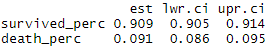 est lwr.ci upr.ci
survived_perc 0.909 0.905 0.914
death_perc 0.091 0.086 0.095